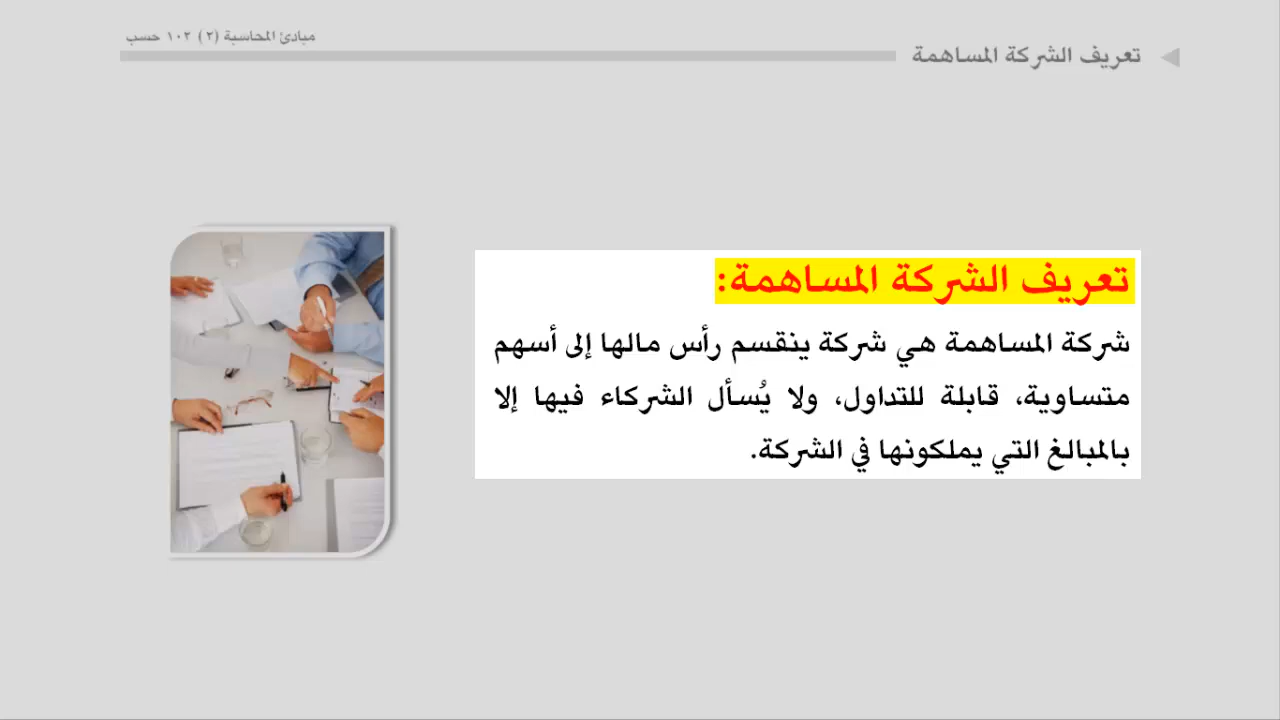 مبادئ المحاسبة (٢) ١٠٢ حسب
تعريف الشركة المساهمة
تعريف الشركة المساهمة:
شركة المساهمة هي شركة ينقسم رأس مالها إلى أسهم
متساوية، قابلة للتداول، ولا يُسأل الشركاء فيها إلا
بالمبالغ التي يملكونها في الشركة.